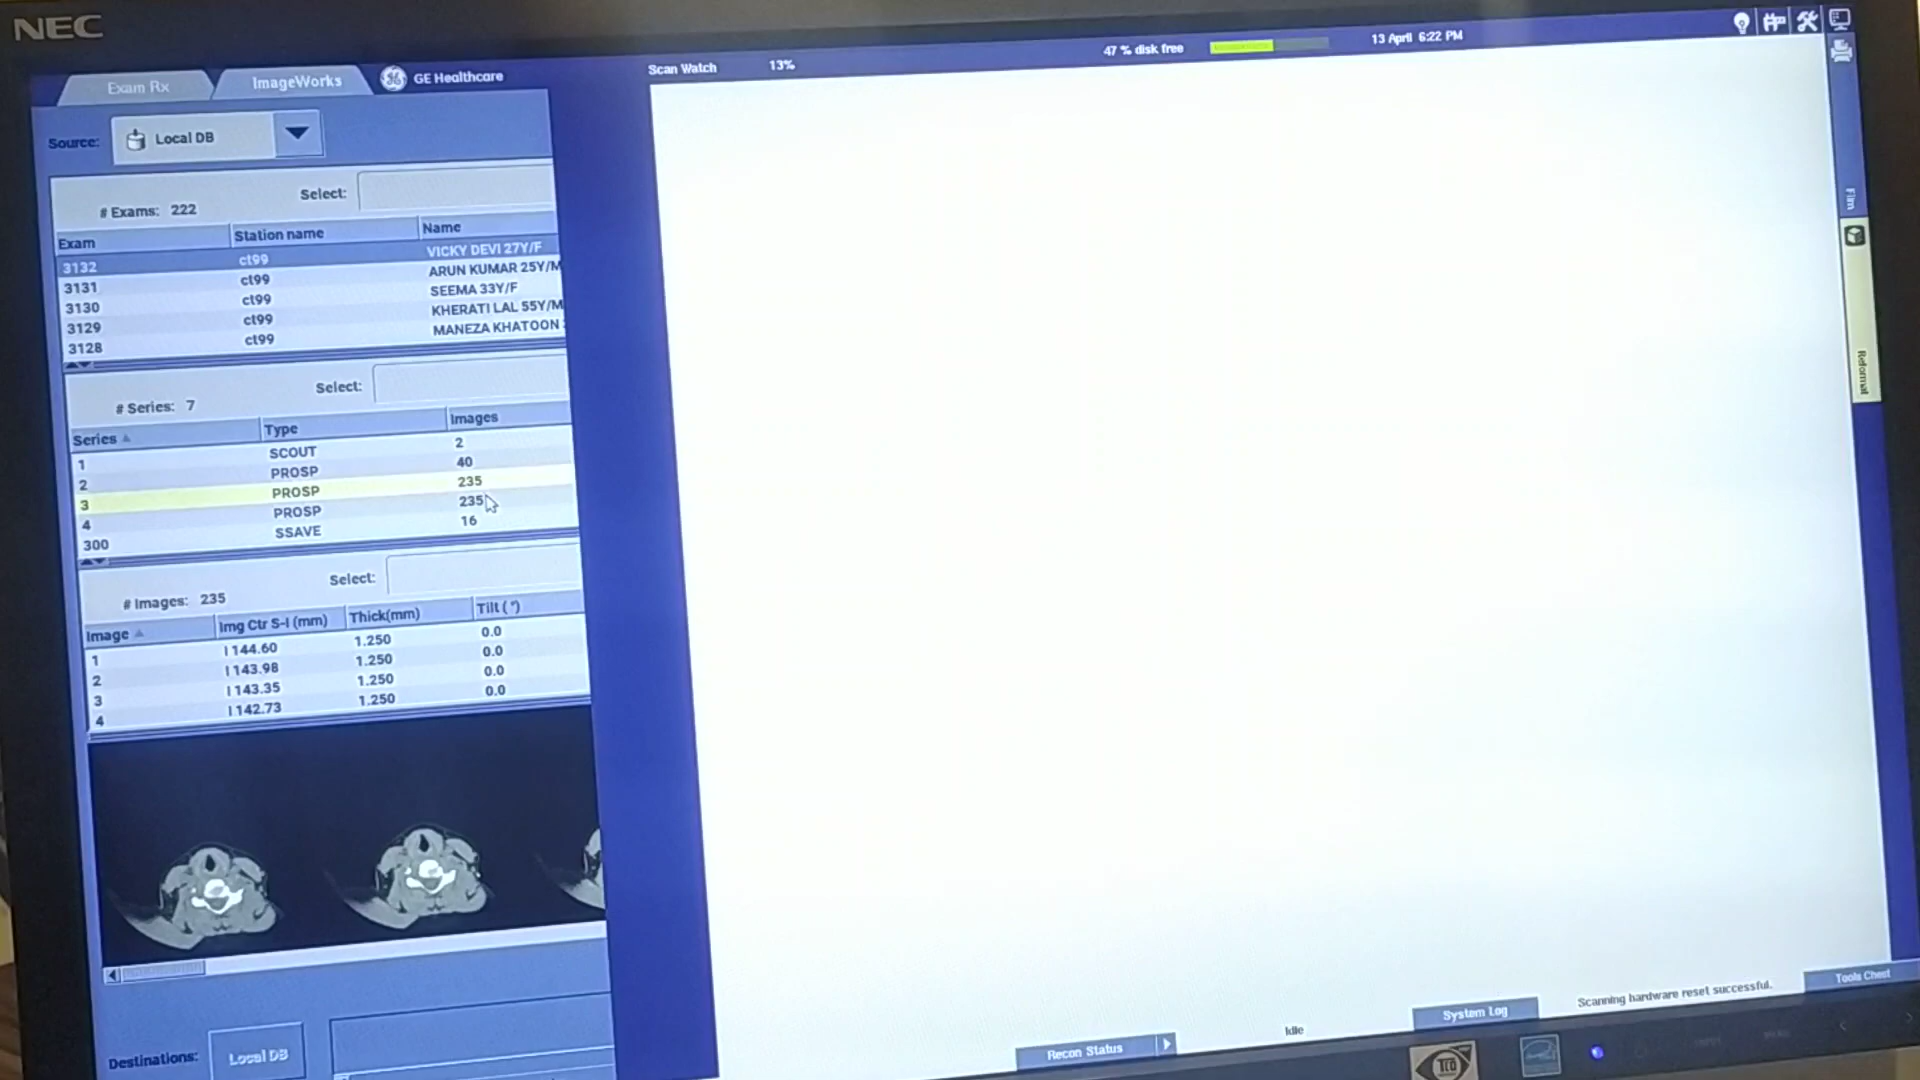 NEC
Exam Rx
ImageWorks
GE Healthcare
Scan Watch 13%
47 % disk free
13 April 6:22 PM
Source: Local DB
Select:
# Exams: 222
Exam Station name Name
3132 ct99 VICKY DEVI 27Y/F
3131 ct99 ARUN KUMAR 25Y/M
3130 ct99 SEEMA 33Y/F
3129 ct99 KHERATI LAL 55Y/M
3128 ct99 MANEZA KHATOON
Select:
# Series: 7
Series Type Images
1 SCOUT 2
2 PROSP 40
3 PROSP 235
4 PROSP 235
300 SSAVE 16
Select:
# Images: 235
Image Img Ctr S-I (mm) Thick(mm) Tilt (°)
1 I 144.60 1.250 0.0
2 I 143.98 1.250 0.0
3 I 143.35 1.250 0.0
4 I 142.73 1.250 0.0
Destinations: Local DB
Film
Reformat
Recon Status
Idle
System Log
Scanning hardware reset successful.
Tools Chest
TCO